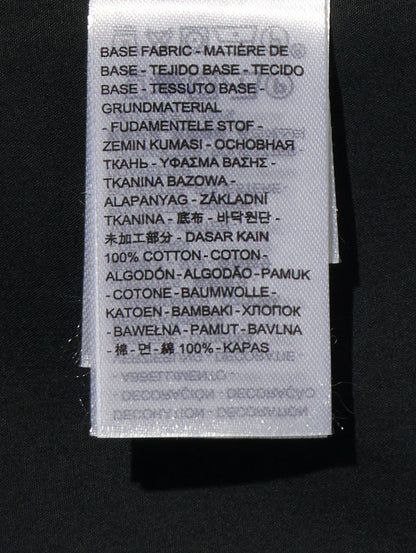 BASE FABRIC - MATIÈRE DE
BASE - TEJIDO BASE - TECIDO
BASE - TESSUTO BASE -
GRUNDMATERIAL
- FUDAMENTELE STOF -
ZEMIN KUMASI - ОСНОВНАЯ
ТКАНЬ - ΥΦΑΣΜΑ ΒΑΣΗΣ -
TKANINA BAZOWA -
ALAPANYAG - ZÁKLADNÍ
TKANINA - 底布 - 바닥원단 -
未加工部分 - DASAR KAIN
100% COTTON - COTON -
ALGODÓN - ALGODÃO - PAMUK
- COTONE - BAUMWOLLE -
KATOEN - BAMBAKI - ХЛОПОК
- BAWEŁNA - PAMUT - BAVLNA
- 棉 - 면 - 綿 100% - KAPAS